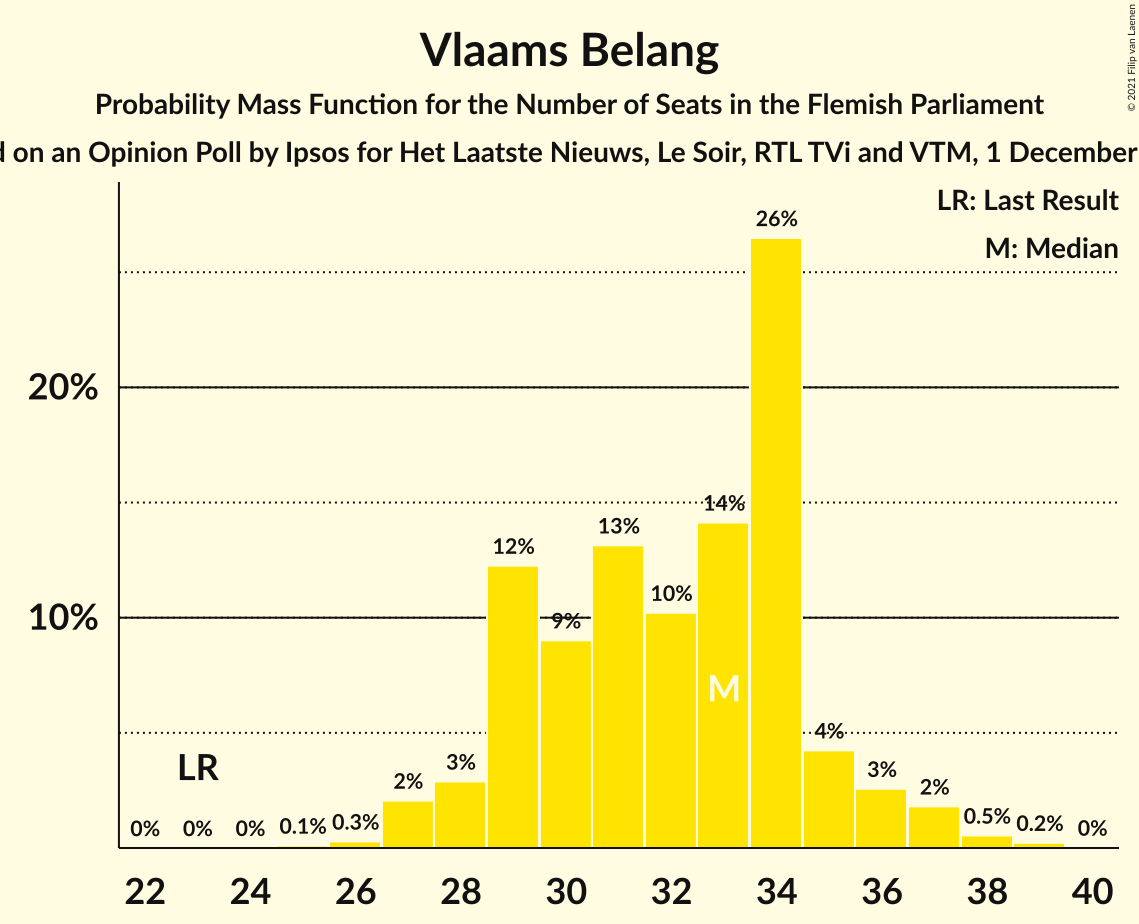 © 2021 Filip van Laenen
Vlaams Belang
Probability Mass Function for the Number of Seats in the Flemish Parliament
on an Opinion Poll by Ipsos for Het Laatste Nieuws, Le Soir, RTL TVi and VTM, 1 December
LR: Last Result
M: Median
26%
20%
14%
13%
12%
10%
10%
9%
M
4%
LR
3%
3%
2%
2%
0% 0% 0% 0.1% 0.3% 0.5% 0.2% 0%
22 24 26 28 30 32 34 36 38 40